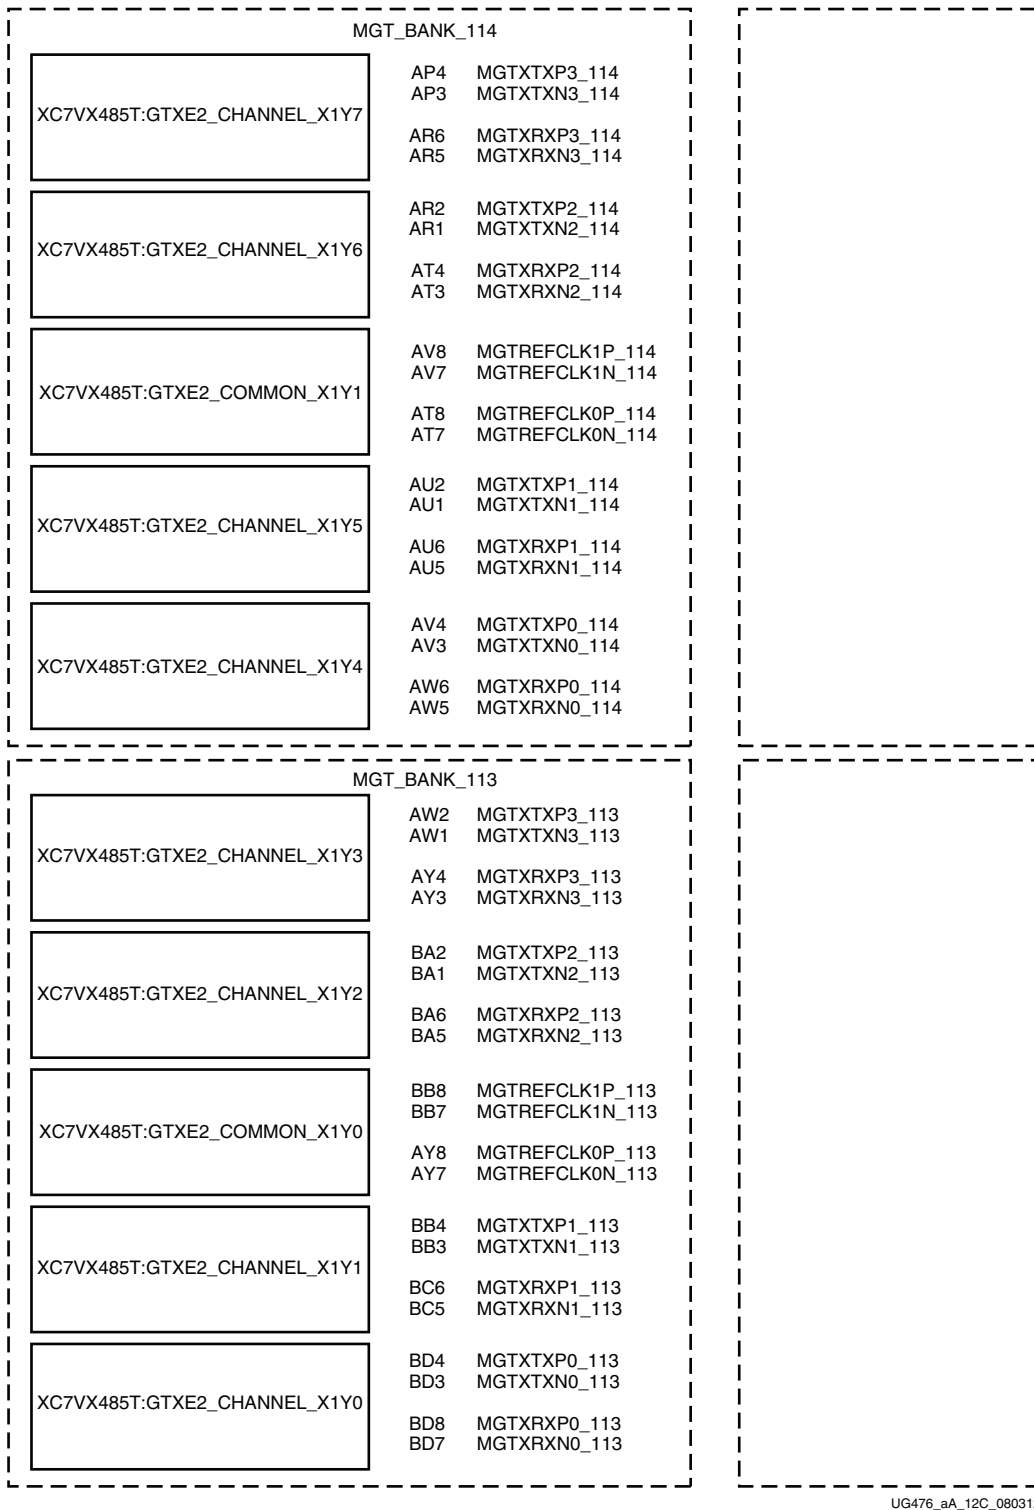 MGT_BANK_114
XC7VX485T:GTXE2_CHANNEL_X1Y7
AP4 MGTXTXP3_114
AP3 MGTXTXN3_114
AR6 MGTXRXP3_114
AR5 MGTXRXN3_114
XC7VX485T:GTXE2_CHANNEL_X1Y6
AR2 MGTXTXP2_114
AR1 MGTXTXN2_114
AT4 MGTXRXP2_114
AT3 MGTXRXN2_114
XC7VX485T:GTXE2_COMMON_X1Y1
AV8 MGTREFCLK1P_114
AV7 MGTREFCLK1N_114
AT8 MGTREFCLK0P_114
AT7 MGTREFCLK0N_114
XC7VX485T:GTXE2_CHANNEL_X1Y5
AU2 MGTXTXP1_114
AU1 MGTXTXN1_114
AU6 MGTXRXP1_114
AU5 MGTXRXN1_114
XC7VX485T:GTXE2_CHANNEL_X1Y4
AV4 MGTXTXP0_114
AV3 MGTXTXN0_114
AW6 MGTXRXP0_114
AW5 MGTXRXN0_114
MGT_BANK_113
XC7VX485T:GTXE2_CHANNEL_X1Y3
AW2 MGTXTXP3_113
AW1 MGTXTXN3_113
AY4 MGTXRXP3_113
AY3 MGTXRXN3_113
XC7VX485T:GTXE2_CHANNEL_X1Y2
BA2 MGTXTXP2_113
BA1 MGTXTXN2_113
BA6 MGTXRXP2_113
BA5 MGTXRXN2_113
XC7VX485T:GTXE2_COMMON_X1Y0
BB8 MGTREFCLK1P_113
BB7 MGTREFCLK1N_113
AY8 MGTREFCLK0P_113
AY7 MGTREFCLK0N_113
XC7VX485T:GTXE2_CHANNEL_X1Y1
BB4 MGTXTXP1_113
BB3 MGTXTXN1_113
BC6 MGTXRXP1_113
BC5 MGTXRXN1_113
XC7VX485T:GTXE2_CHANNEL_X1Y0
BD4 MGTXTXP0_113
BD3 MGTXTXN0_113
BD8 MGTXRXP0_113
BD7 MGTXRXN0_113